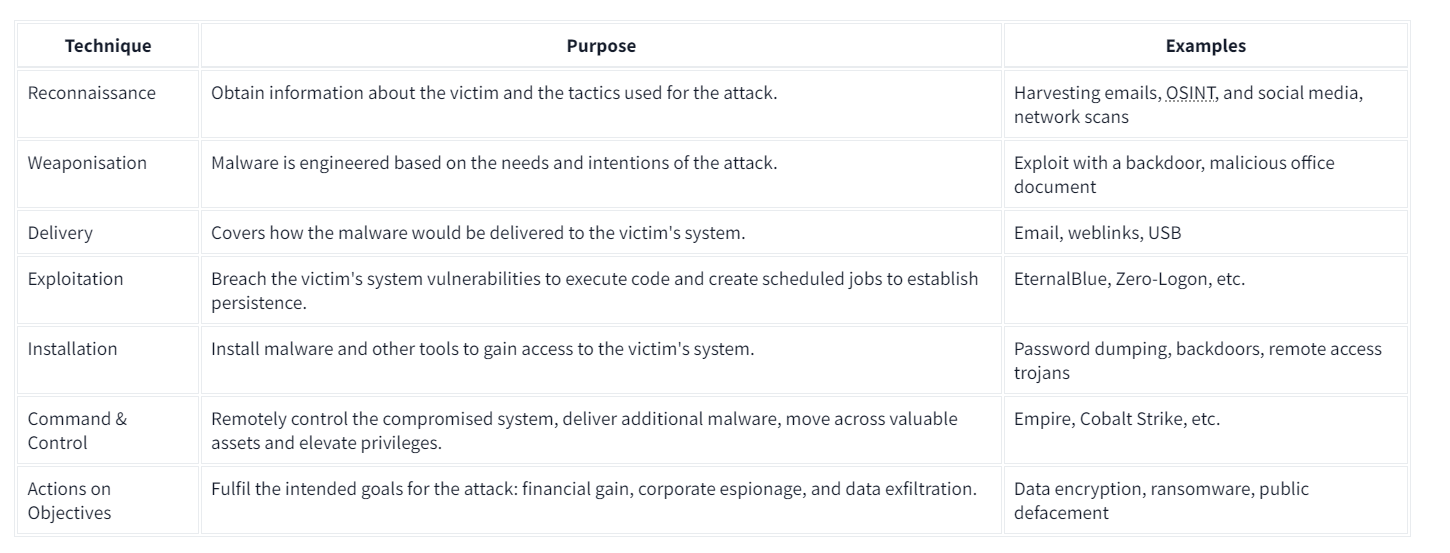 Technique Purpose Examples
Reconnaissance Obtain information about the victim and the tactics used for the attack. Harvesting emails, OSINT, and social media,
network scans
Weaponisation Malware is engineered based on the needs and intentions of the attack. Exploit with a backdoor, malicious office
document
Delivery Covers how the malware would be delivered to the victim's system. Email, weblinks, USB
Exploitation Breach the victim's system vulnerabilities to execute code and create scheduled jobs to establish EternalBlue, Zero-Logon, etc.
persistence.
Installation Install malware and other tools to gain access to the victim's system. Password dumping, backdoors, remote access
trojans
Command & Remotely control the compromised system, deliver additional malware, move across valuable Empire, Cobalt Strike, etc.
Control assets and elevate privileges.
Actions on Fulfil the intended goals for the attack: financial gain, corporate espionage, and data exfiltration. Data encryption, ransomware, public
Objectives defacement